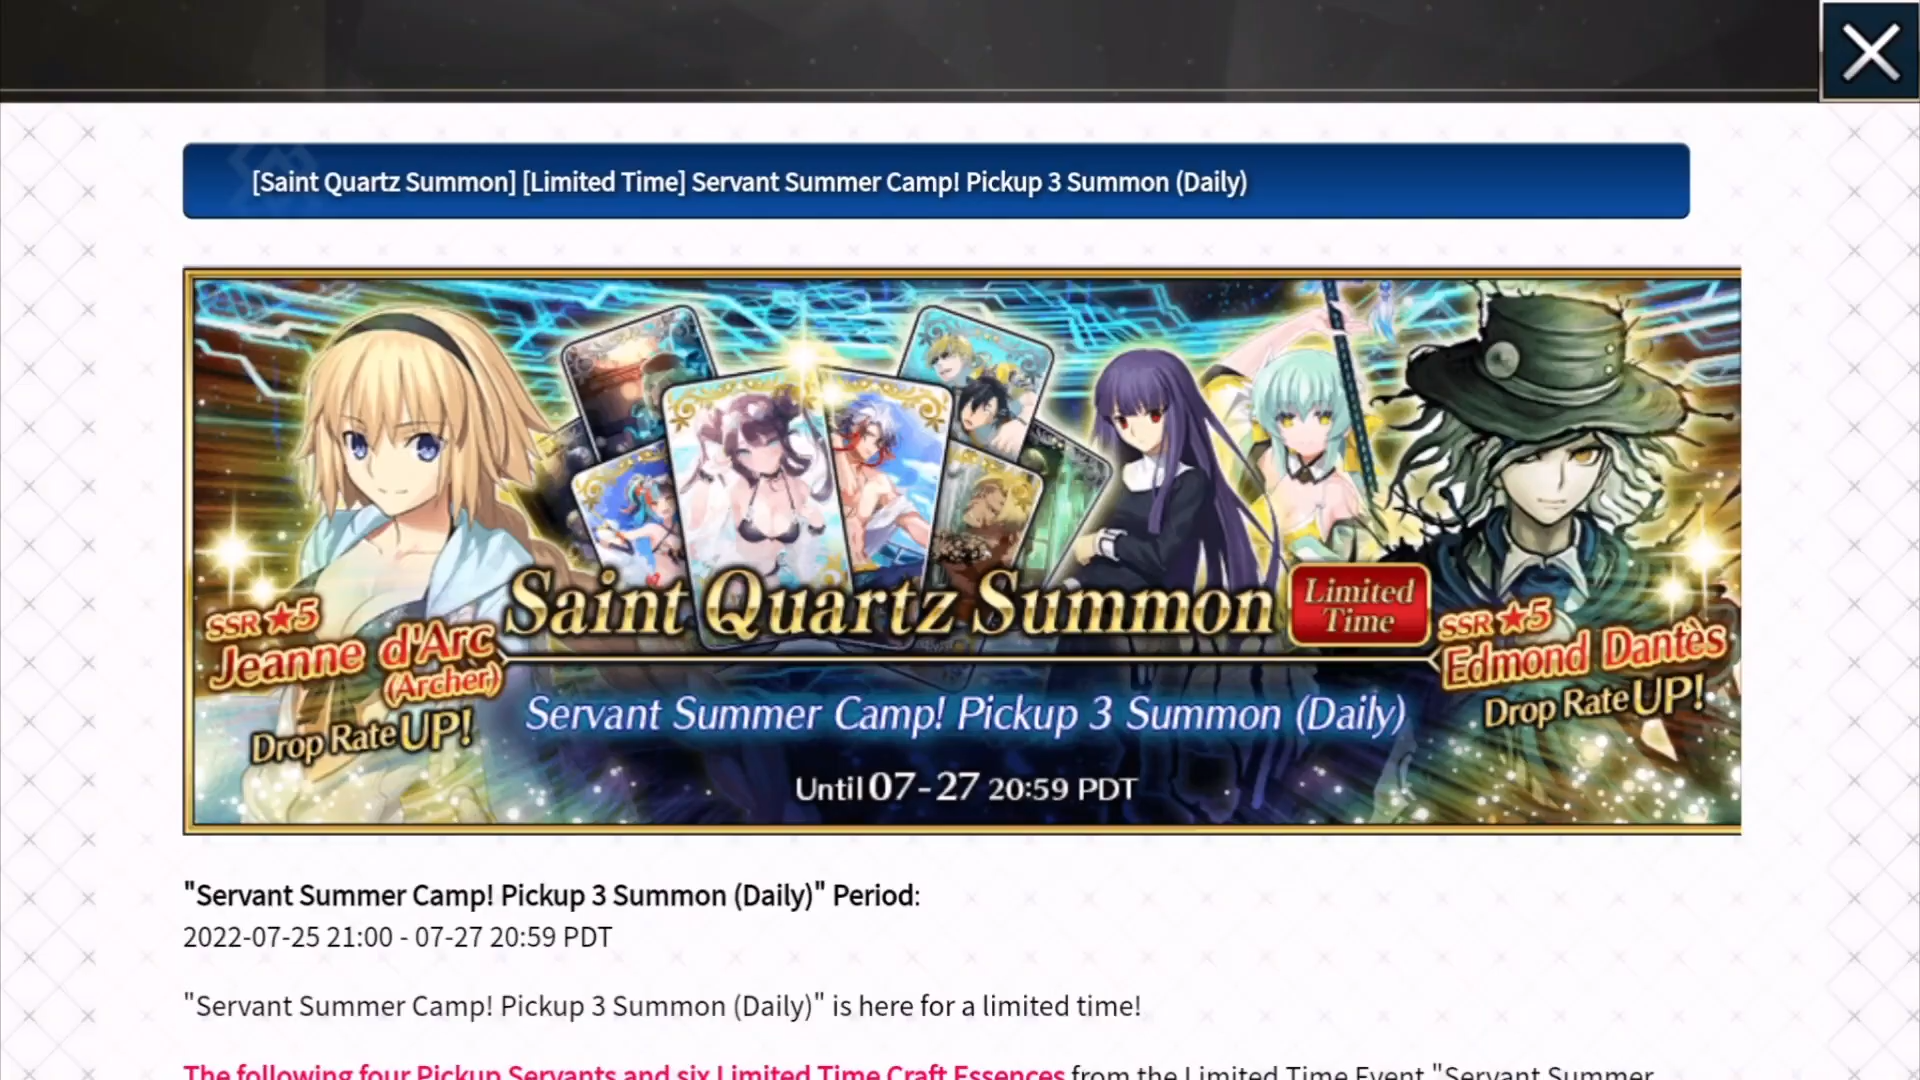 [Saint Quartz Summon] [Limited Time] Servant Summer Camp! Pickup 3 Summon (Daily)
SSR ★5
Jeanne d'Arc
(Archer)
Drop Rate UP!
Saint Quartz Summon
Limited
Time
Servant Summer Camp! Pickup 3 Summon (Daily)
Until 07-27 20:59 PDT
SSR ★5
Edmond Dantès
Drop Rate UP!
"Servant Summer Camp! Pickup 3 Summon (Daily)" Period:
2022-07-25 21:00 - 07-27 20:59 PDT
"Servant Summer Camp! Pickup 3 Summon (Daily)" is here for a limited time!
The following four Pickup Servants and six Limited Time Craft Essences from the Limited Time Event "Servant Summer